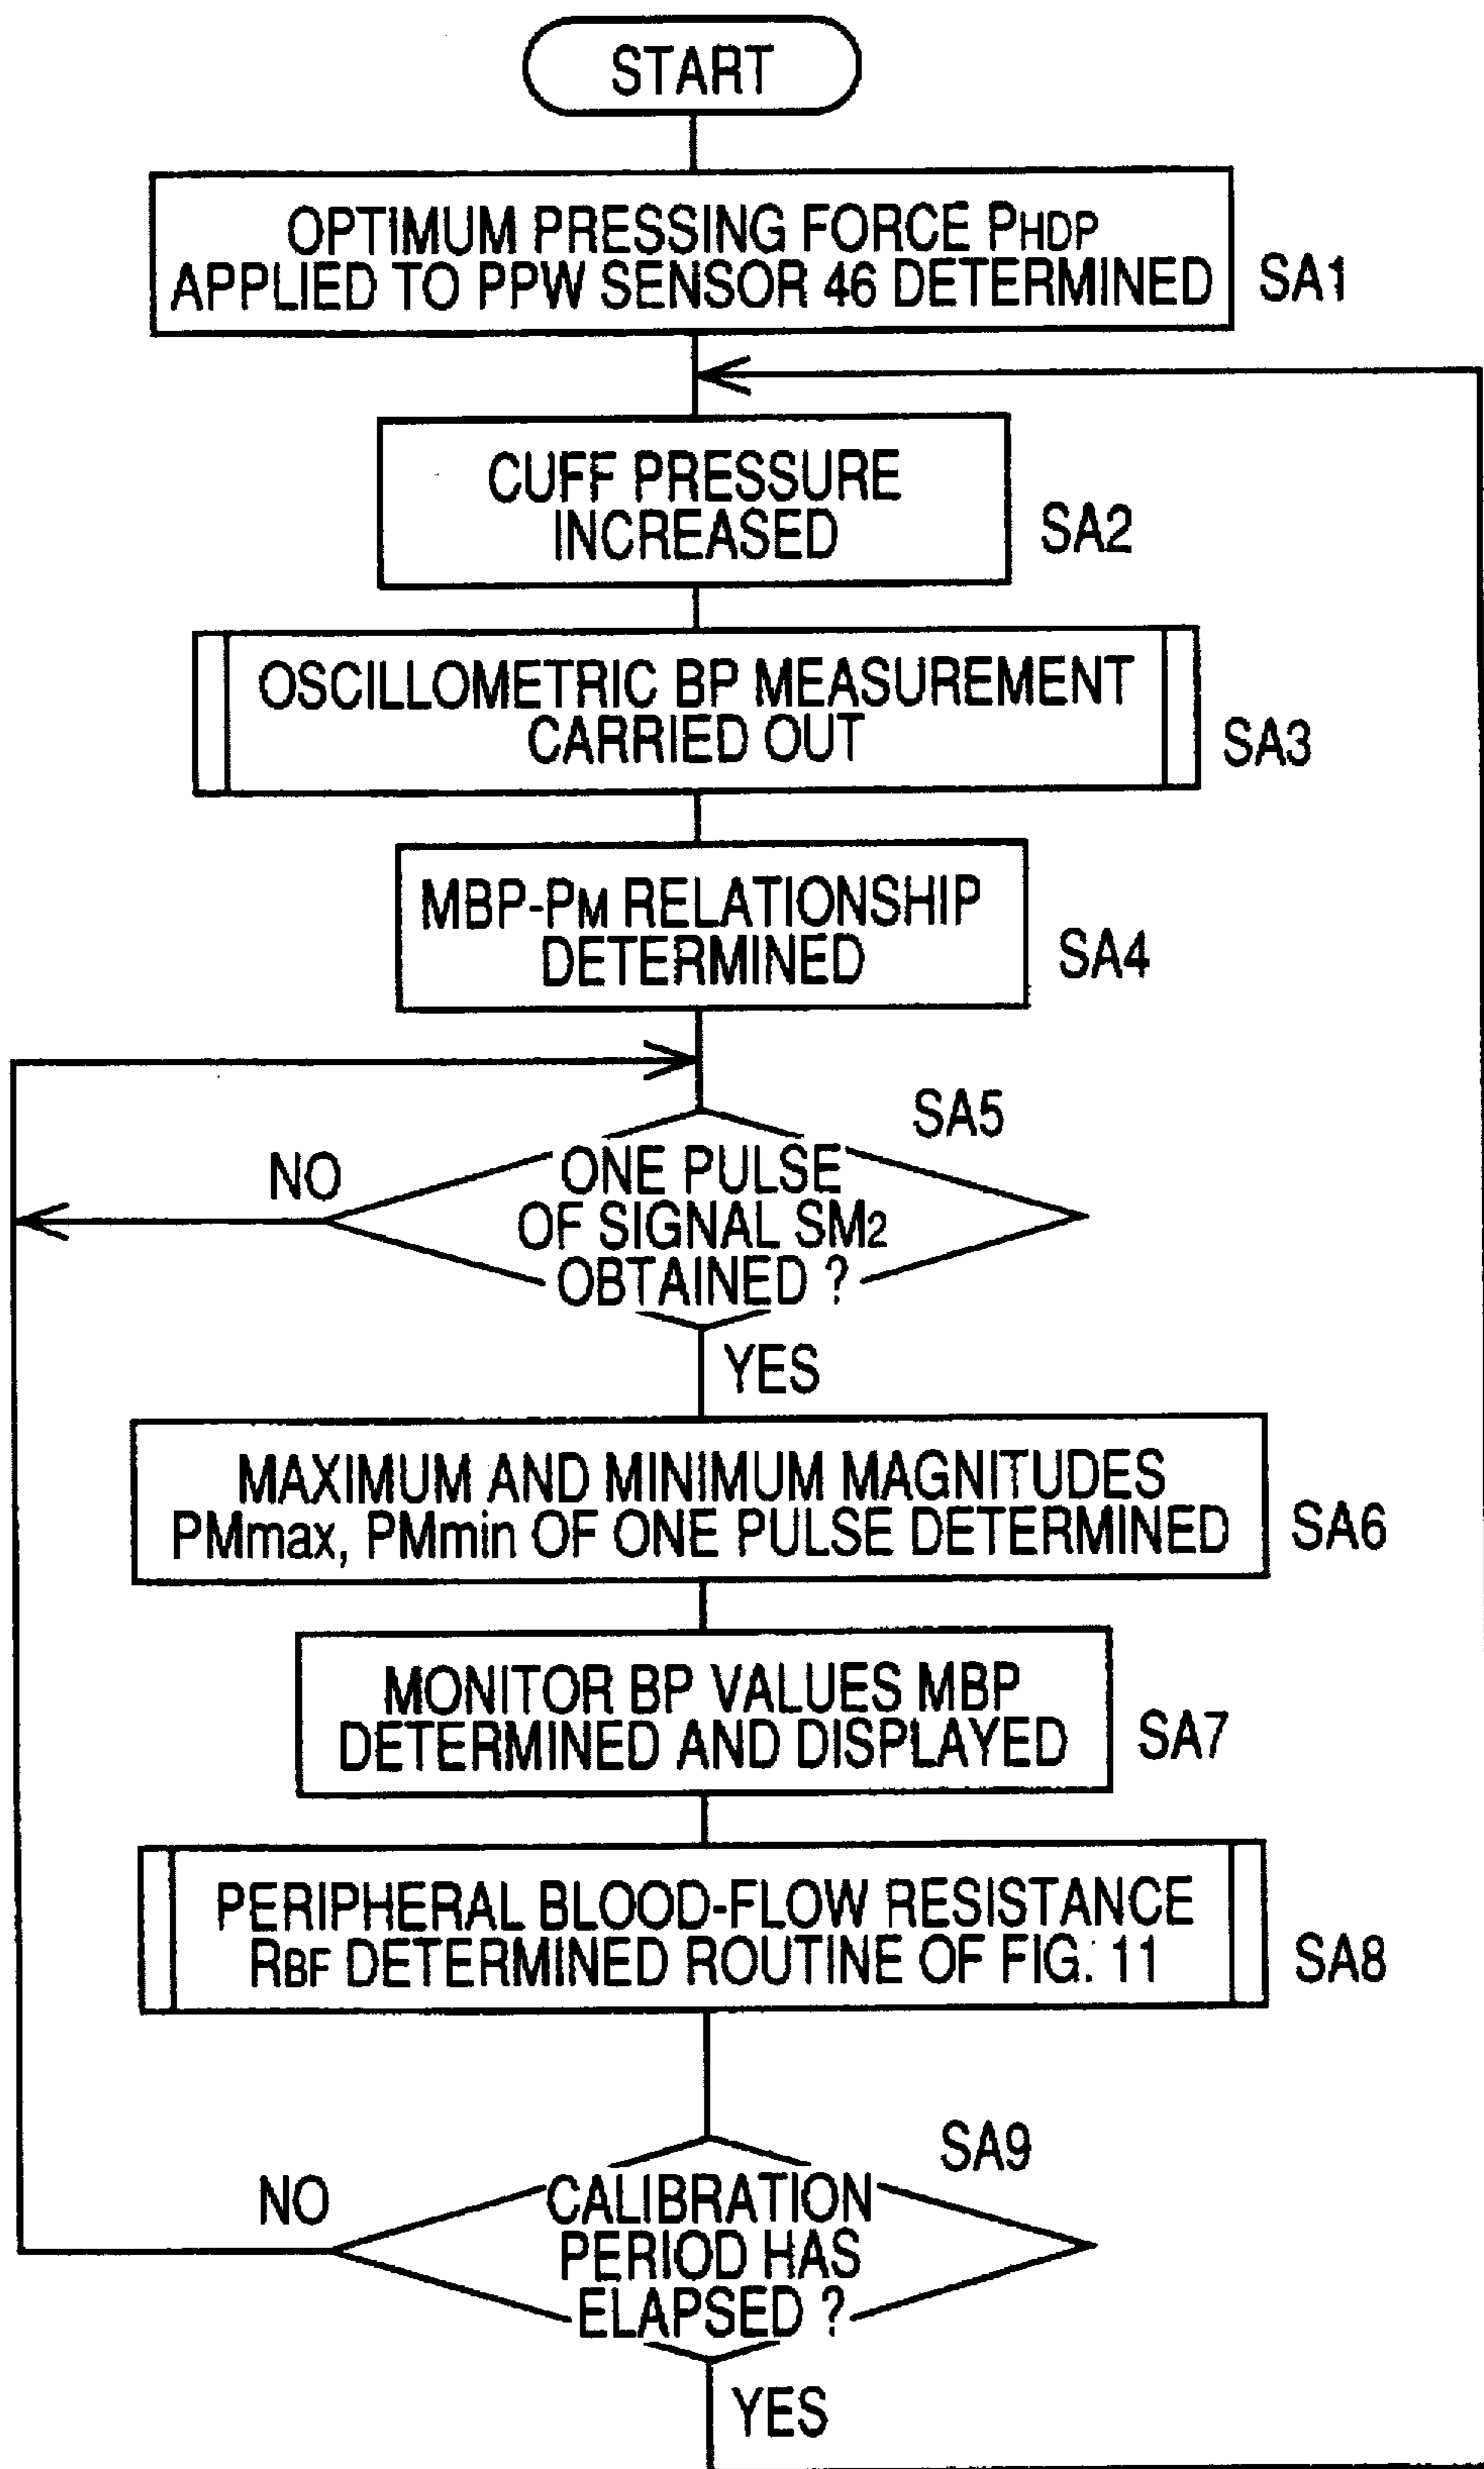 START
OPTIMUM PRESSING FORCE PHDP
APPLIED TO PPW SENSOR 46 DETERMINED
SA1
CUFF PRESSURE
INCREASED
SA2
OSCILLOMETRIC BP MEASUREMENT
CARRIED OUT
SA3
MBP-PM RELATIONSHIP
DETERMINED
SA4
SA5
NO
ONE PULSE
OF SIGNAL SM2
OBTAINED ?
YES
MAXIMUM AND MINIMUM MAGNITUDES
PMmax, PMmin OF ONE PULSE DETERMINED
SA6
MONITOR BP VALUES MBP
DETERMINED AND DISPLAYED
SA7
PERIPHERAL BLOOD-FLOW RESISTANCE
RBF DETERMINED ROUTINE OF FIG. 11
SA8
SA9
NO
CALIBRATION
PERIOD HAS
ELAPSED ?
YES